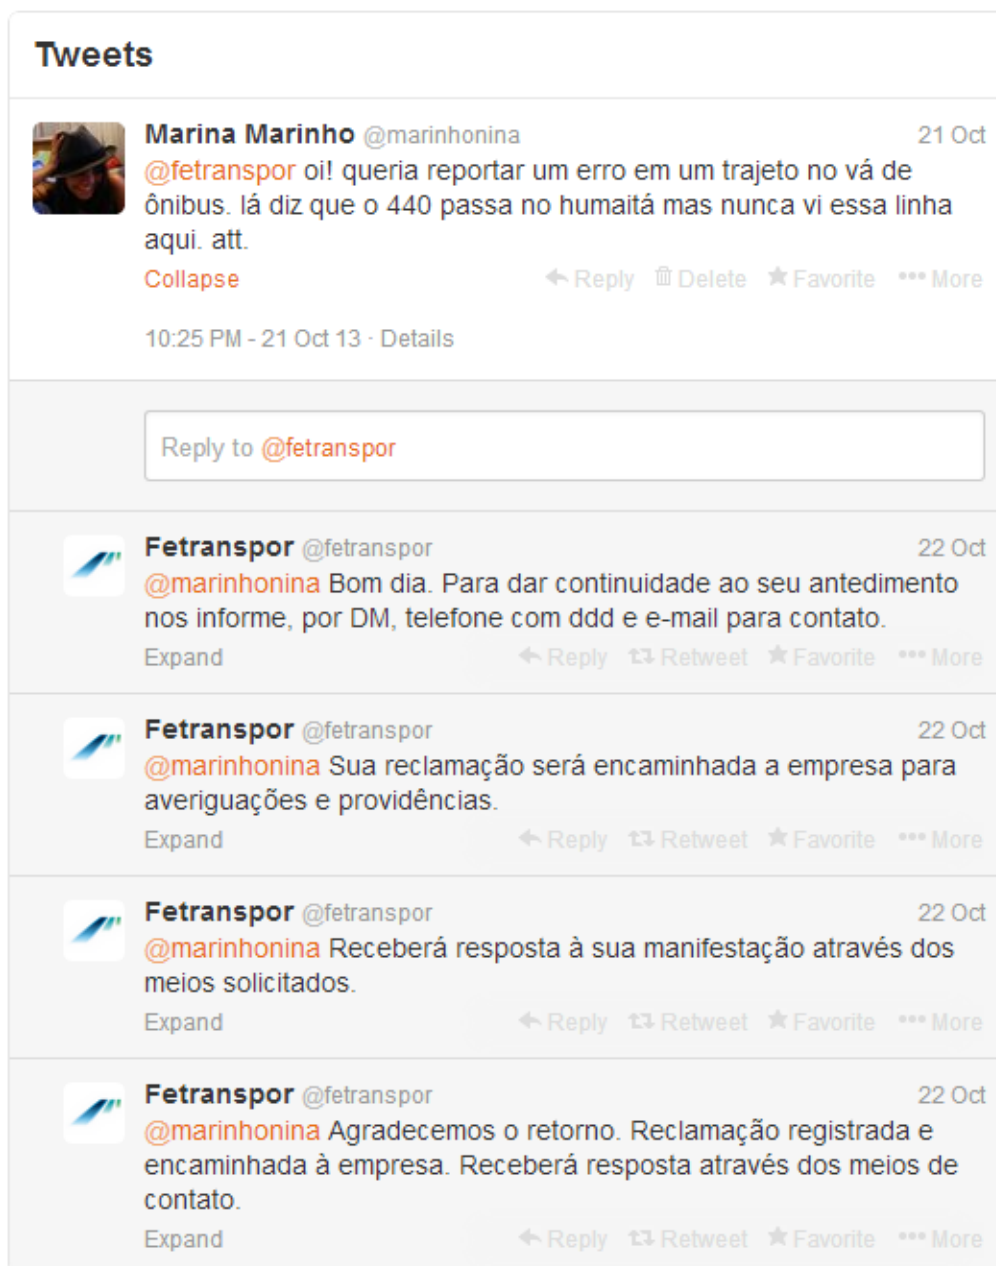 Tweets
Marina Marinho @marinhonina 21 Oct
@fetranspor oi! queria reportar um erro em um trajeto no vá de
ônibus. lá diz que o 440 passa no humaitá mas nunca vi essa linha
aqui. att.
Collapse Reply Delete Favorite More
10:25 PM - 21 Oct 13 · Details
Reply to @fetranspor
Fetranspor @fetranspor 22 Oct
@marinhonina Bom dia. Para dar continuidade ao seu antedimento
nos informe, por DM, telefone com ddd e e-mail para contato.
Expand Reply Retweet Favorite More
Fetranspor @fetranspor 22 Oct
@marinhonina Sua reclamação será encaminhada a empresa para
averiguações e providências.
Expand Reply Retweet Favorite More
Fetranspor @fetranspor 22 Oct
@marinhonina Receberá resposta à sua manifestação através dos
meios solicitados.
Expand Reply Retweet Favorite More
Fetranspor @fetranspor 22 Oct
@marinhonina Agradecemos o retorno. Reclamação registrada e
encaminhada à empresa. Receberá resposta através dos meios de
contato.
Expand Reply Retweet Favorite More